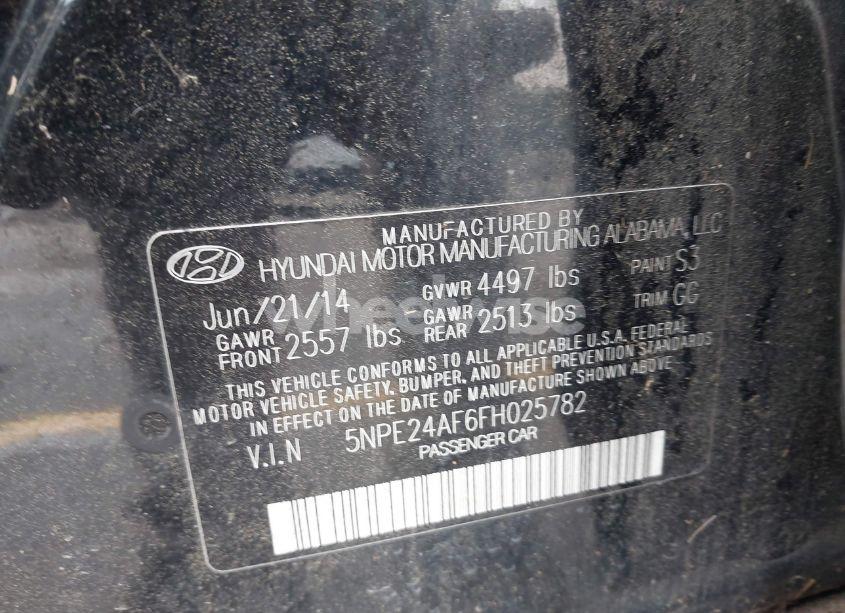 MANUFACTURED BY
HYUNDAI MOTOR MANUFACTURING ALABAMA, LLC
Jun/21/14 GVWR 4497 lbs PAINT S3
GAWR FRONT 2557 lbs GAWR REAR 2513 lbs TRIM GG
THIS VEHICLE CONFORMS TO ALL APPLICABLE U.S.A. FEDERAL
MOTOR VEHICLE SAFETY, BUMPER, AND THEFT PREVENTION STANDARDS
IN EFFECT ON THE DATE OF MANUFACTURE SHOWN ABOVE
V.I.N 5NPE24AF6FH025782
PASSENGER CAR